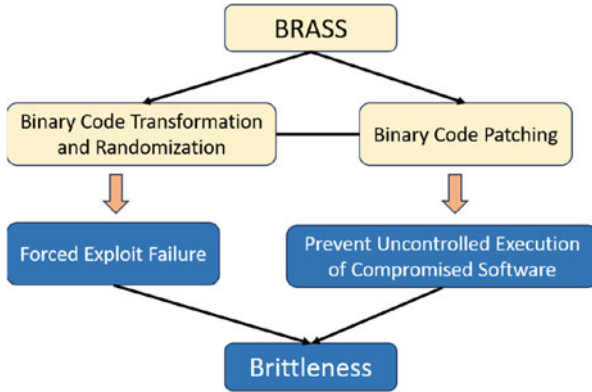 BRASS
Binary Code Transformation
and Randomization
Binary Code Patching
Forced Exploit Failure
Prevent Uncontrolled Execution
of Compromised Software
Brittleness